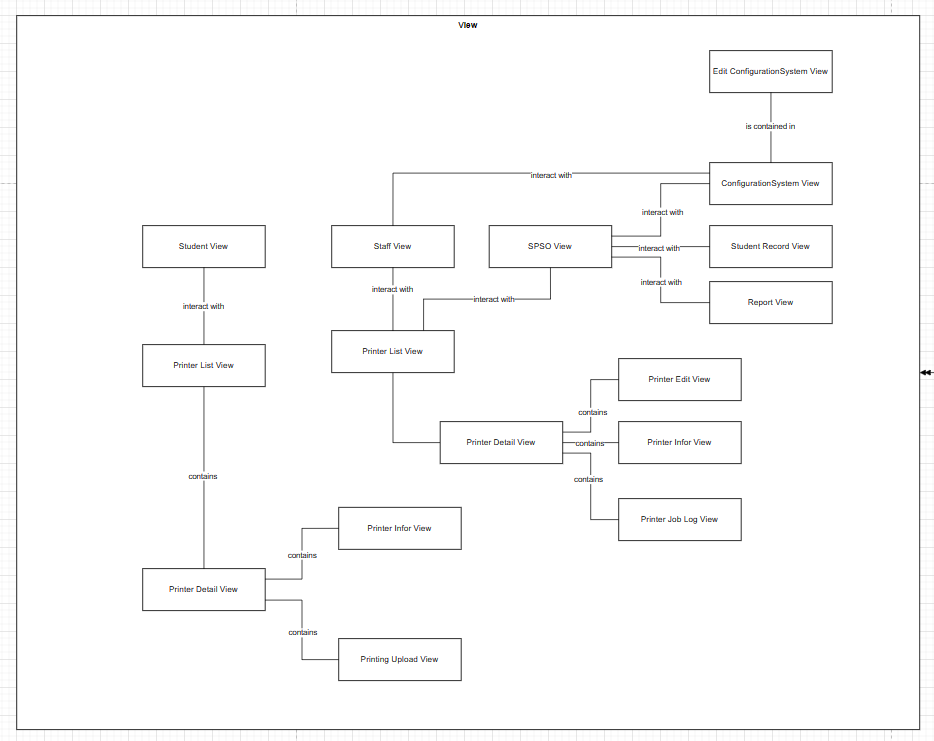 View
Edit ConfigurationSystem View
is contained in
interact with
ConfigurationSystem View
interact with
Student View
Staff View
SPSO View
interact with
Student Record View
interact with
interact with
interact with
interact with
Report View
Printer List View
Printer List View
Printer Edit View
contains
Printer Detail View
contains
Printer Infor View
contains
contains
Printer Job Log View
Printer Infor View
contains
Printer Detail View
contains
Printing Upload View